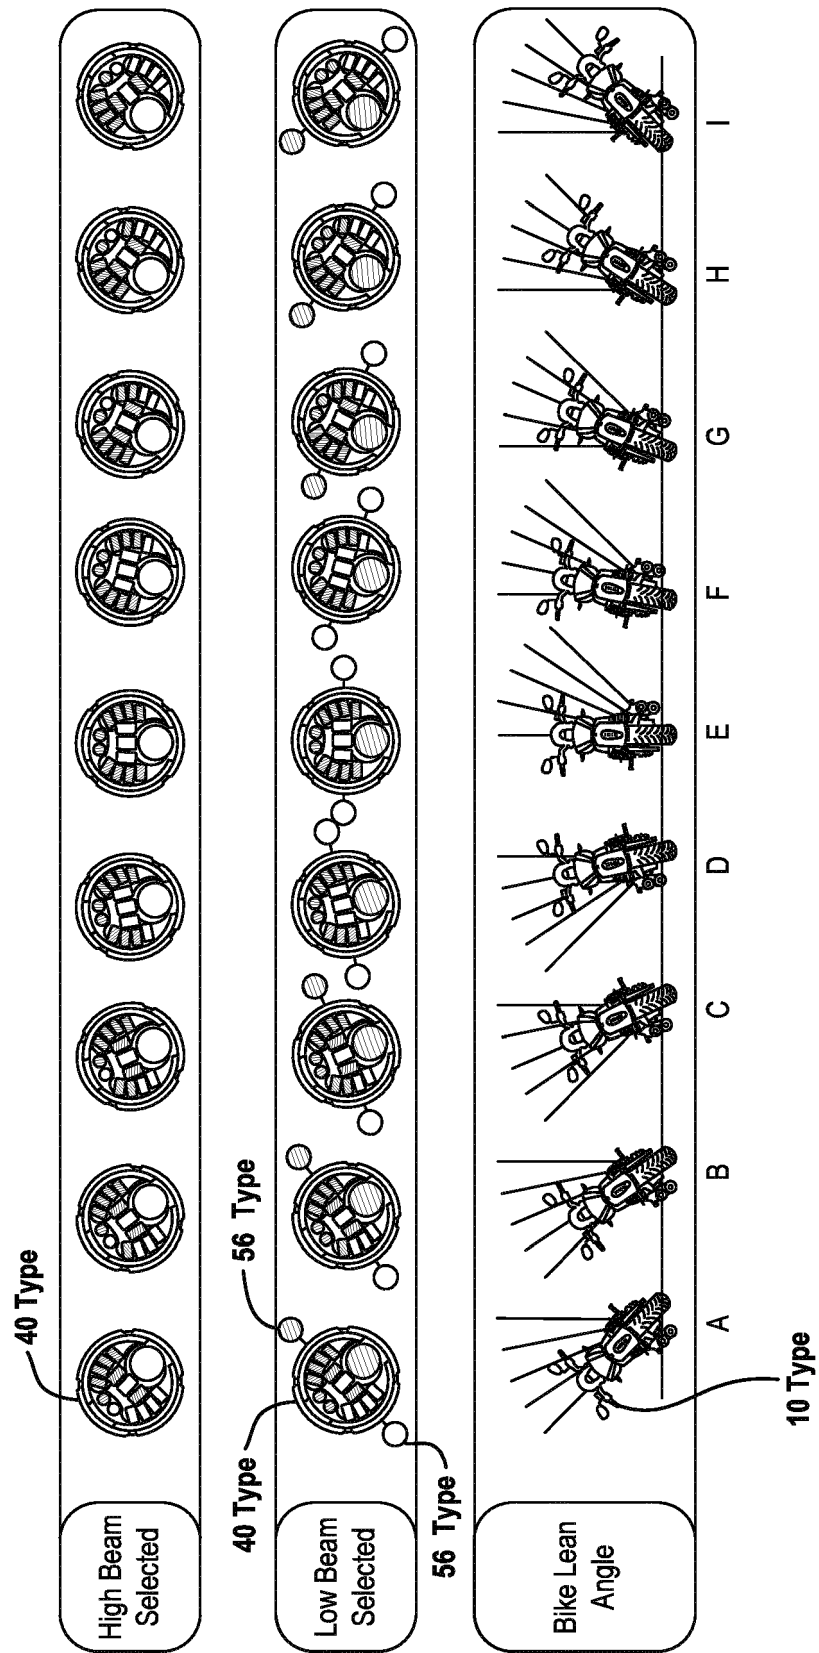 40 Type
High Beam
Selected
56 Type
40 Type
56 Type
Low Beam
Selected
10 Type
Bike Lean
Angle
A
B
C
D
E
F
G
H
I